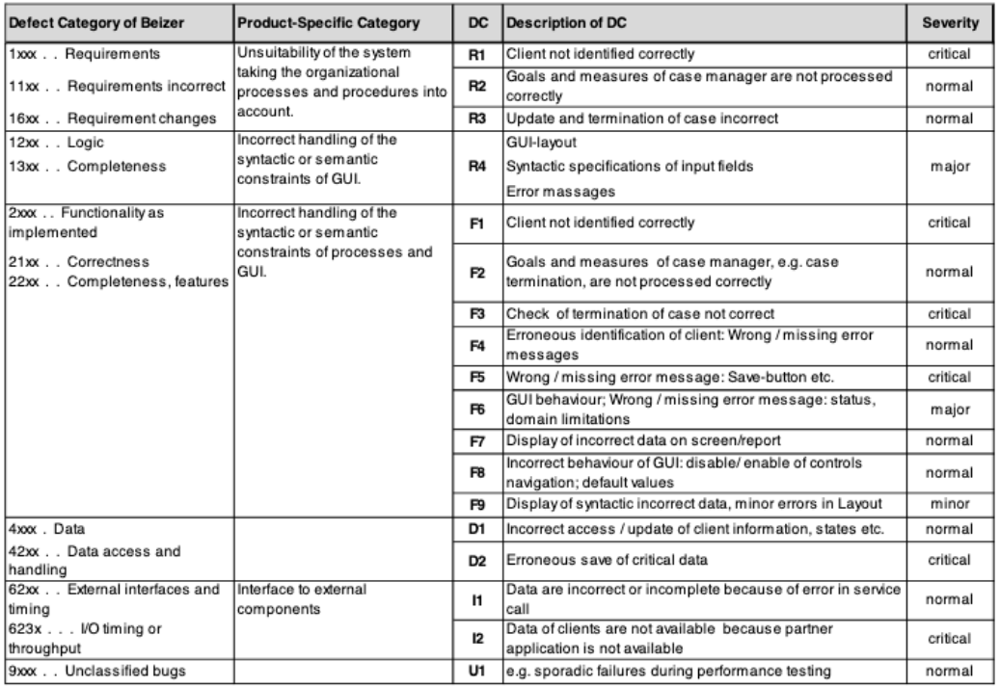 Defect Category of Beizer Product-Specific Category DC Description of DC Severity
1xxx . . Requirements
11xx . . Requirements incorrect
16xx . . Requirement changes
Unsuitability of the system
taking the organizational
processes and procedures into
account.
R1 Client not identified correctly critical
R2 Goals and measures of case manager are not processed
correctly normal
R3 Update and termination of case incorrect normal
12xx . . Logic
13xx . . Completeness
Incorrect handling of the
syntactic or semantic
constraints of GUI.
R4
GUI-layout
Syntactic specifications of input fields
Error massages
major
2xxx . . Functionality as
implemented
21xx . . Correctness
22xx . . Completeness, features
Incorrect handling of the
syntactic or semantic
constraints of processes and
GUI.
F1 Client not identified correctly critical
F2 Goals and measures of case manager, e.g. case
termination, are not processed correctly normal
F3 Check of termination of case not correct critical
F4 Erroneous identification of client: Wrong / missing error
messages normal
F5 Wrong / missing error message: Save-button etc. critical
F6 GUI behaviour; Wrong / missing error message: status,
domain limitations major
F7 Display of incorrect data on screen/report normal
F8 Incorrect behaviour of GUI: disable/ enable of controls
navigation; default values normal
F9 Display of syntactic incorrect data, minor errors in Layout minor
4xxx . Data
42xx . . Data access and
handling
D1 Incorrect access / update of client information, states etc. normal
D2 Erroneous save of critical data critical
62xx . . External interfaces and
timing
623x . . . I/O timing or
throughput
Interface to external
components
I1 Data are incorrect or incomplete because of error in service
call normal
I2 Data of clients are not available because partner
application is not available critical
9xxx . . Unclassified bugs U1 e.g. sporadic failures during performance testing normal